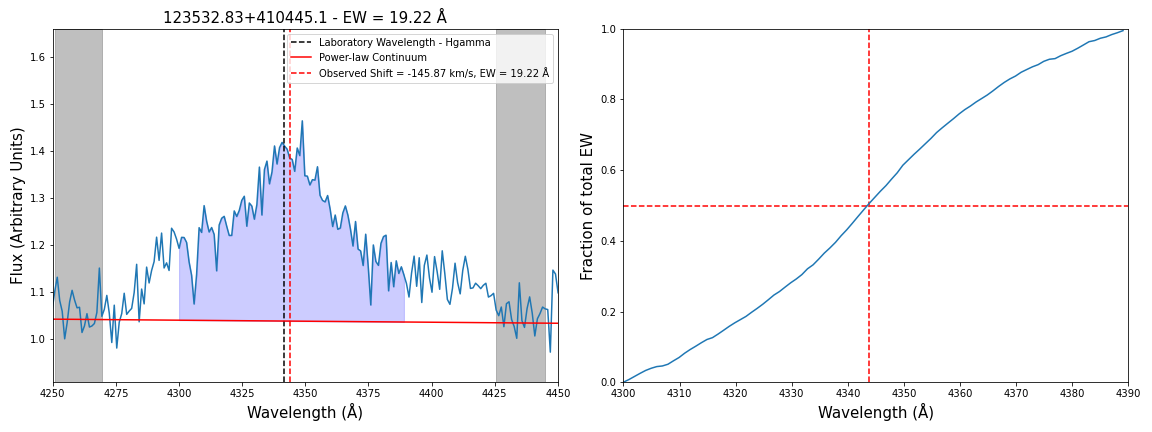 123532.83+410445.1 - EW = 19.22 Å
Laboratory Wavelength - Hgamma
Power-law Continuum
Observed Shift = -145.87 km/s, EW = 19.22 Å
Flux (Arbitrary Units)
1.6
1.5
1.4
1.3
1.2
1.1
1.0
4250 4275 4300 4325 4350 4375 4400 4425 4450
Wavelength (Å)
Fraction of total EW
1.0
0.8
0.6
0.4
0.2
0.0
4300 4310 4320 4330 4340 4350 4360 4370 4380 4390
Wavelength (Å)